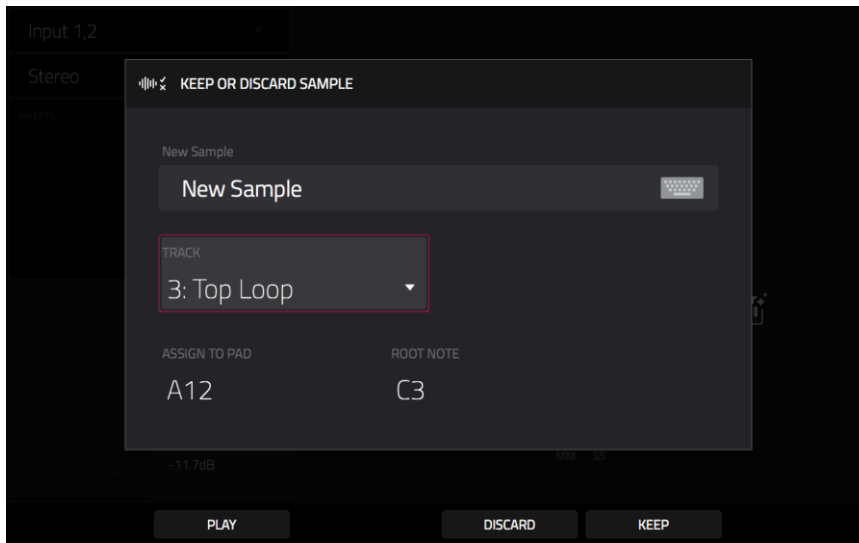 Input 1,2
Stereo
INSERTS
KEEP OR DISCARD SAMPLE
New Sample
New Sample
TRACK
3: Top Loop
ASSIGN TO PAD ROOT NOTE
A12 C3
-11.7dB MM SS
PLAY DISCARD KEEP